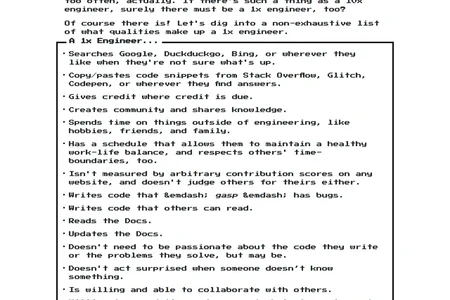 too often, actually. If there's such a thing as a 10x
engineer, surely there must be a 1x engineer, too?
Of course there is! Let's dig into a non-exhaustive list
of what qualities make up a 1x engineer.
A 1x Engineer...
• Searches Google, Duckduckgo, Bing, or wherever they
like when they're not sure what's up.
• Copy/pastes code snippets from Stack Overflow, Glitch,
Codepen, or wherever they find answers.
• Gives credit where credit is due.
• Creates community and shares knowledge.
• Spends time on things outside of engineering, like
hobbies, friends, and family.
• Has a schedule that allows them to maintain a healthy
work-life balance, and respects others' time-
boundaries, too.
• Isn't measured by arbitrary contribution scores on any
website, and doesn't judge others for theirs either.
• Writes code that &emdash; gasp &emdash; has bugs.
• Writes code that others can read.
• Reads the Docs.
• Updates the Docs.
• Doesn't need to be passionate about the code they write
or the problems they solve, but may be.
• Doesn't act surprised when someone doesn't know
something.
• Is willing and able to collaborate with others.